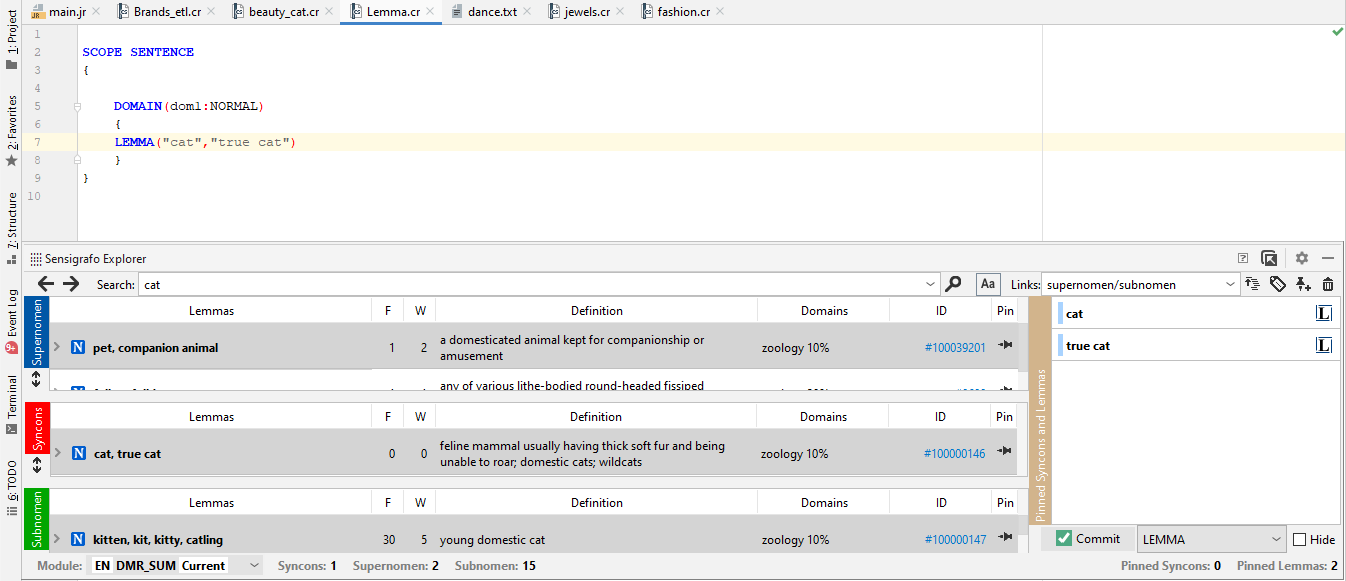 main.jr
Brands_etl.cr
beauty_cat.cr
Lemma.cr
dance.txt
jewels.cr
fashion.cr
1: Project
2: Favorites
7: Structure
Event Log
9+
Terminal
6: TODO
1
2 SCOPE SENTENCE
3 {
4
5 DOMAIN(dom1:NORMAL)
6 {
7 LEMMA("cat","true cat")
8 }
9 }
10
Sensigrafo Explorer
Search: cat Aa Links: supernomen/subnomen
Supernomen
Lemmas F W Definition Domains ID Pin
N pet, companion animal 1 2 a domesticated animal kept for companionship or amusement zoology 10% #100039201
any of various lithe-bodied round-headed fissiped
Syncons
Lemmas F W Definition Domains ID Pin
N cat, true cat 0 0 feline mammal usually having thick soft fur and being unable to roar; domestic cats; wildcats zoology 10% #100000146
Subnomen
Lemmas F W Definition Domains ID Pin
N kitten, kit, kitty, catling 30 5 young domestic cat zoology 10% #100000147
Pinned Syncons and Lemmas
cat L
true cat L
Commit LEMMA Hide
Module: EN DMR_SUM Current Syncons: 1 Supernomen: 2 Subnomen: 15 Pinned Syncons: 0 Pinned Lemmas: 2